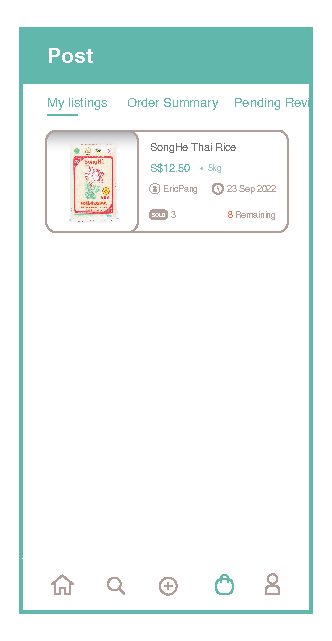 Post
My listings Order Summary Pending Revi
SongHe Thai Rice
S$12.50 • 5kg
EricPang 23 Sep 2022
SOLD 3 8 Remaining
SongHe